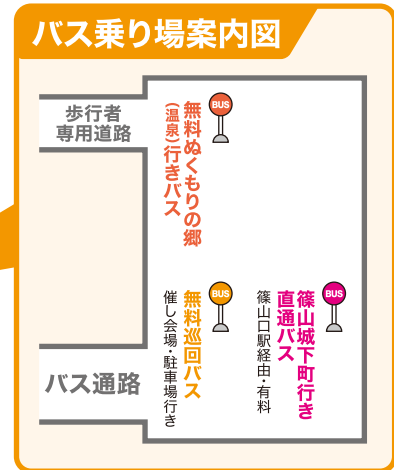 バス乗り場案内図
歩行者
専用道路
BUS
無料ぬくもりの郷
（温泉）行きバス
BUS
無料巡回バス
催し会場・駐車場行き
BUS
篠山城下町行き
直通バス
篠山口駅経由・有料
バス通路